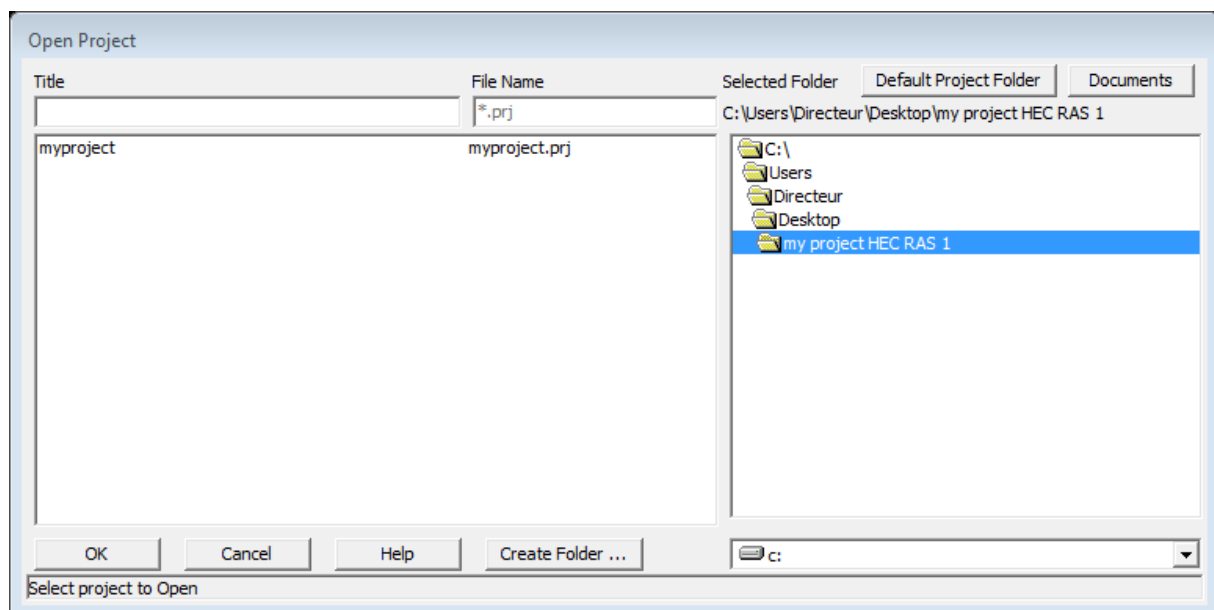 Open Project
Title File Name Selected Folder Default Project Folder Documents
*.prj C:\Users\Directeur\Desktop\my project HEC RAS 1
myproject myproject.prj
C:\
Users
Directeur
Desktop
my project HEC RAS 1
OK Cancel Help Create Folder ... c:
Select project to Open